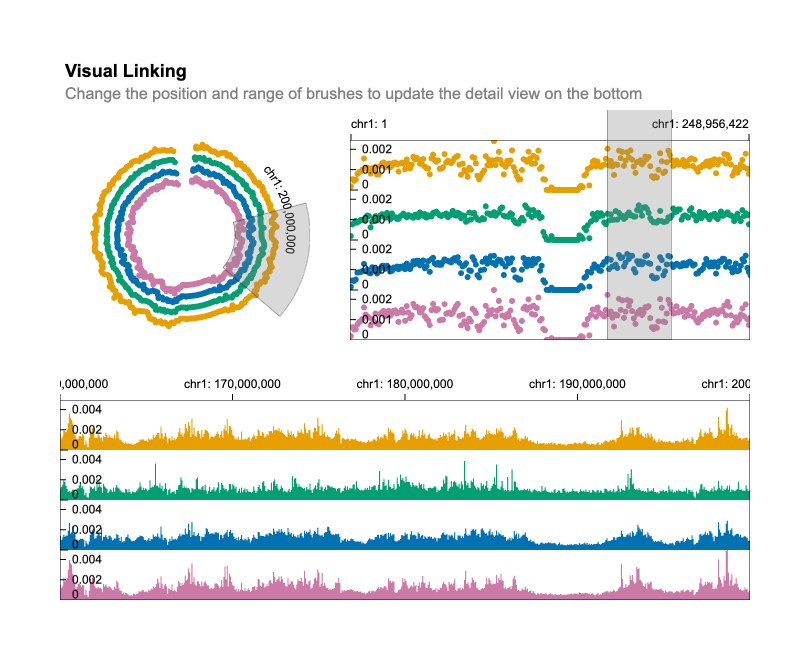 Visual Linking
Change the position and range of brushes to update the detail view on the bottom
chr1: 200,000,000
chr1: 1
chr1: 248,956,422
0.002
0.001
0
0.002
0.001
0
0.002
0.001
0
0.002
0.001
0
),000,000
chr1: 170,000,000
chr1: 180,000,000
chr1: 190,000,000
chr1: 200
0.004
0.002
0
0.004
0.002
0
0.004
0.002
0
0.004
0.002
0